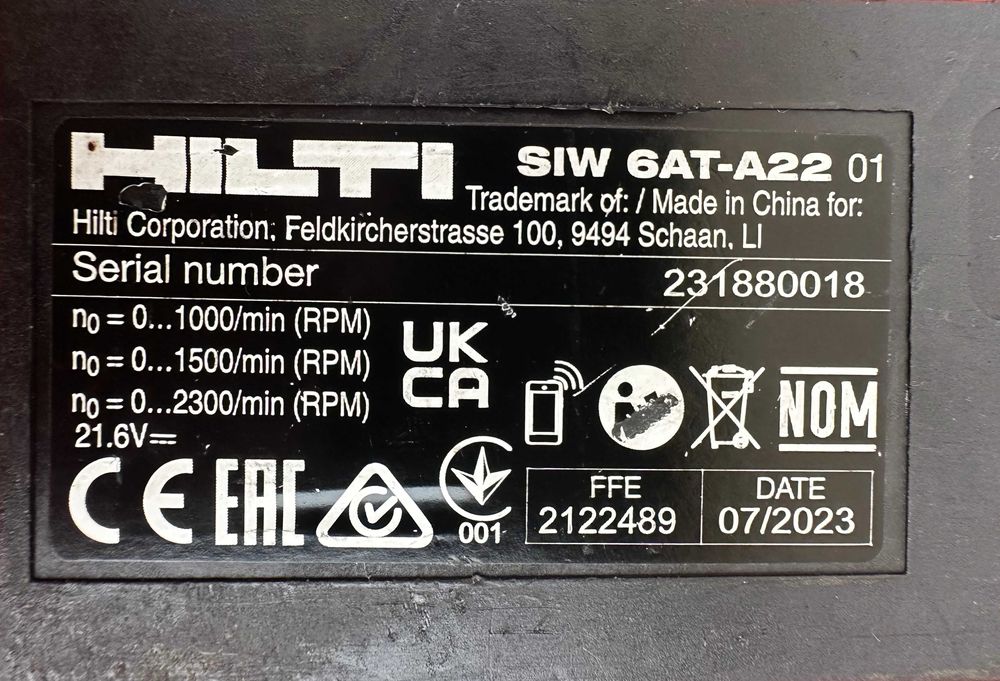 HILTI
SIW 6AT-A22 01
Trademark of: / Made in China for:
Hilti Corporation, Feldkircherstrasse 100, 9494 Schaan, LI
Serial number 231880018
n0 = 0...1000/min (RPM)
n0 = 0...1500/min (RPM)
n0 = 0...2300/min (RPM)
21.6V⎓
UK
CA
NOM
CE EAC
001
FFE
2122489
DATE
07/2023